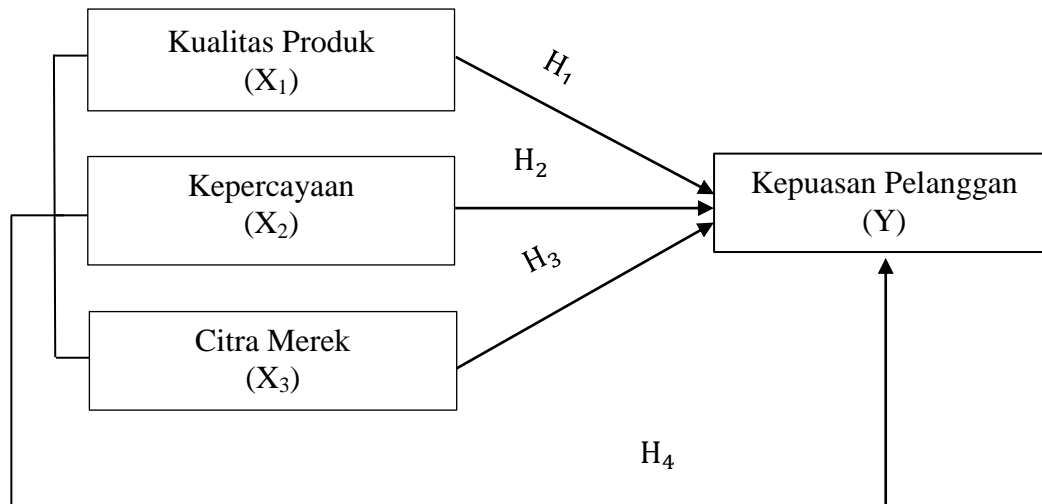 Kualitas Produk
(X₁)
H₁
H₂
Kepercayaan
(X₂)
Kepuasan Pelanggan
(Y)
H₃
Citra Merek
(X₃)
H₄